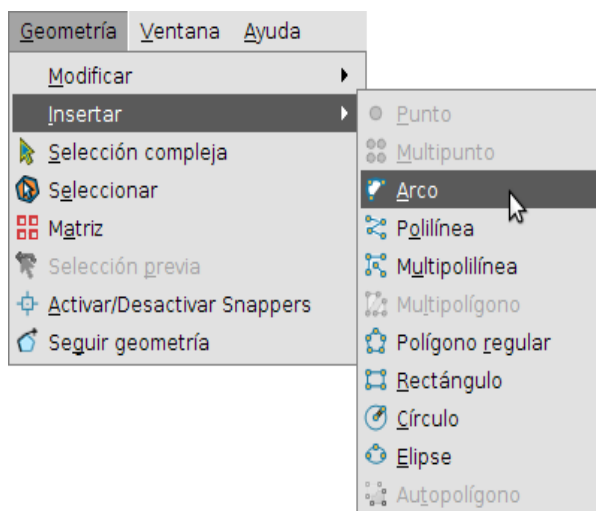 Geometría Ventana Ayuda
Modificar
Insertar
Selección compleja
Seleccionar
Matriz
Selección previa
Activar/Desactivar Snappers
Seguir geometría
Punto
Multipunto
Arco
Polilínea
Multipolilínea
Multipolígono
Polígono regular
Rectángulo
Círculo
Elipse
Autopolígono